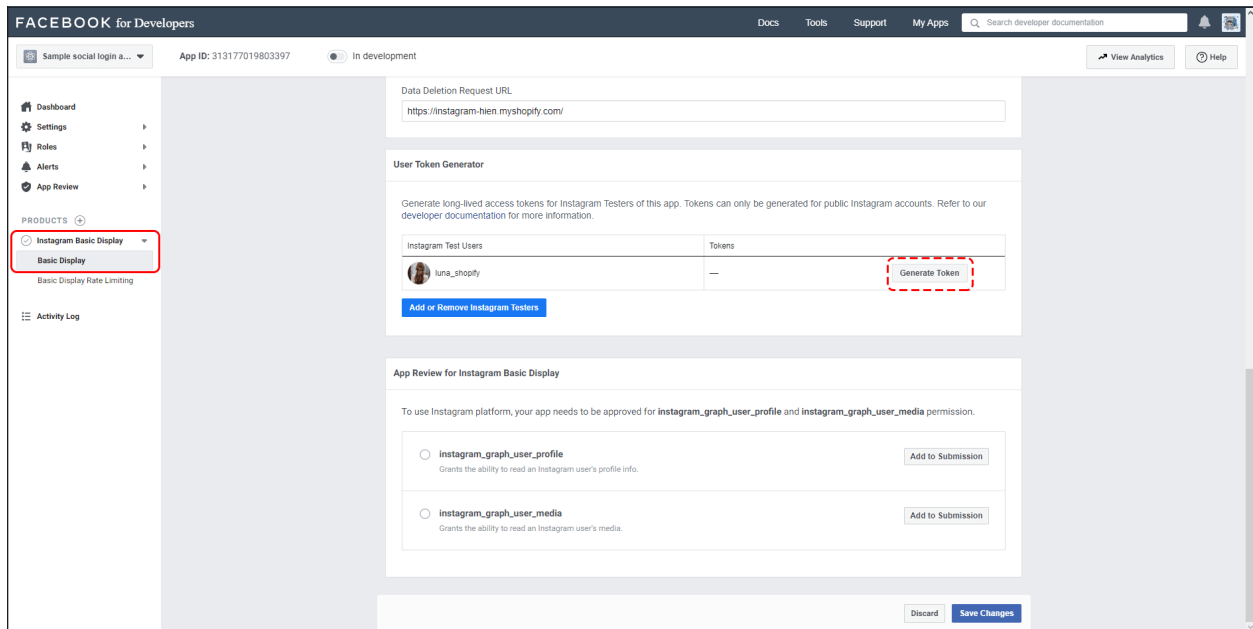 FACEBOOK for Developers
Docs Tools Support My Apps Search developer documentation
Sample social login a... App ID: 313177019803397 In development View Analytics Help
Dashboard
Settings
Roles
Alerts
App Review
PRODUCTS
Instagram Basic Display
Basic Display
Basic Display Rate Limiting
Activity Log
Data Deletion Request URL
https://instagram-hien.myshopify.com/
User Token Generator
Generate long-lived access tokens for Instagram Testers of this app. Tokens can only be generated for public Instagram accounts. Refer to our
developer documentation for more information.
Instagram Test Users Tokens
luna_shopify — Generate Token
Add or Remove Instagram Testers
App Review for Instagram Basic Display
To use Instagram platform, your app needs to be approved for instagram_graph_user_profile and instagram_graph_user_media permission.
instagram_graph_user_profile Add to Submission
Grants the ability to read an Instagram user's profile info.
instagram_graph_user_media Add to Submission
Grants the ability to read an Instagram user's media.
Discard Save Changes